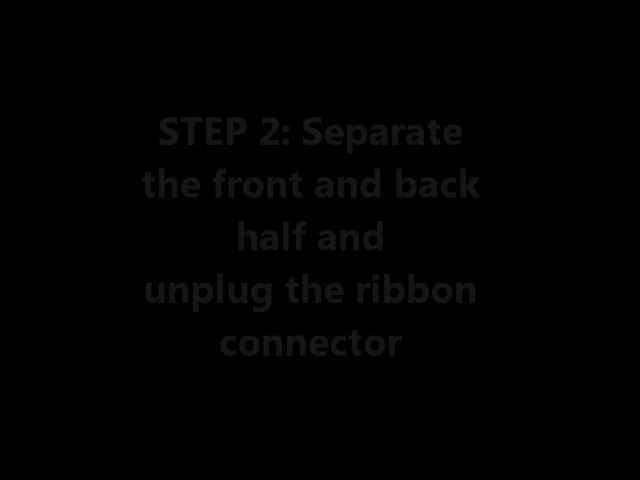 STEP 2: Separate
the front and back
half and
unplug the ribbon
connector